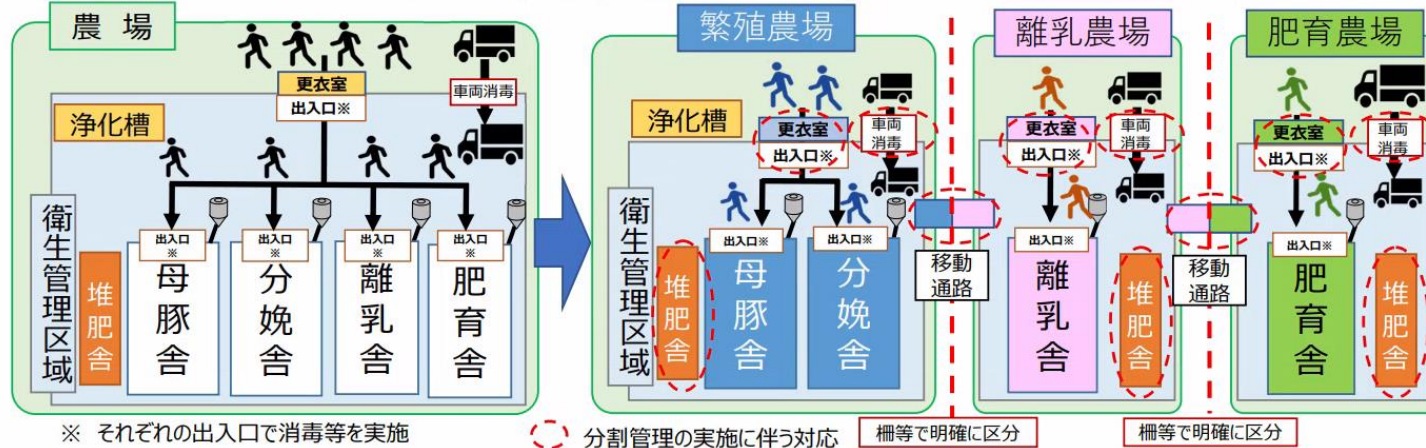 農場
更衣室
出入口※
車両消毒
浄化槽
衛生管理区域
堆肥舎
出入口※
母豚舎
出入口※
分娩舎
出入口※
離乳舎
出入口※
肥育舎
※ それぞれの出入口で消毒等を実施
繁殖農場
更衣室
出入口※
車両
消毒
浄化槽
衛生管理区域
堆肥舎
出入口※
母豚舎
出入口※
分娩舎
移動
通路
離乳農場
更衣室
出入口※
車両
消毒
出入口※
離乳舎
堆肥舎
移動
通路
肥育農場
更衣室
出入口※
車両
消毒
出入口※
肥育舎
堆肥舎
分割管理の実施に伴う対応
柵等で明確に区分
柵等で明確に区分